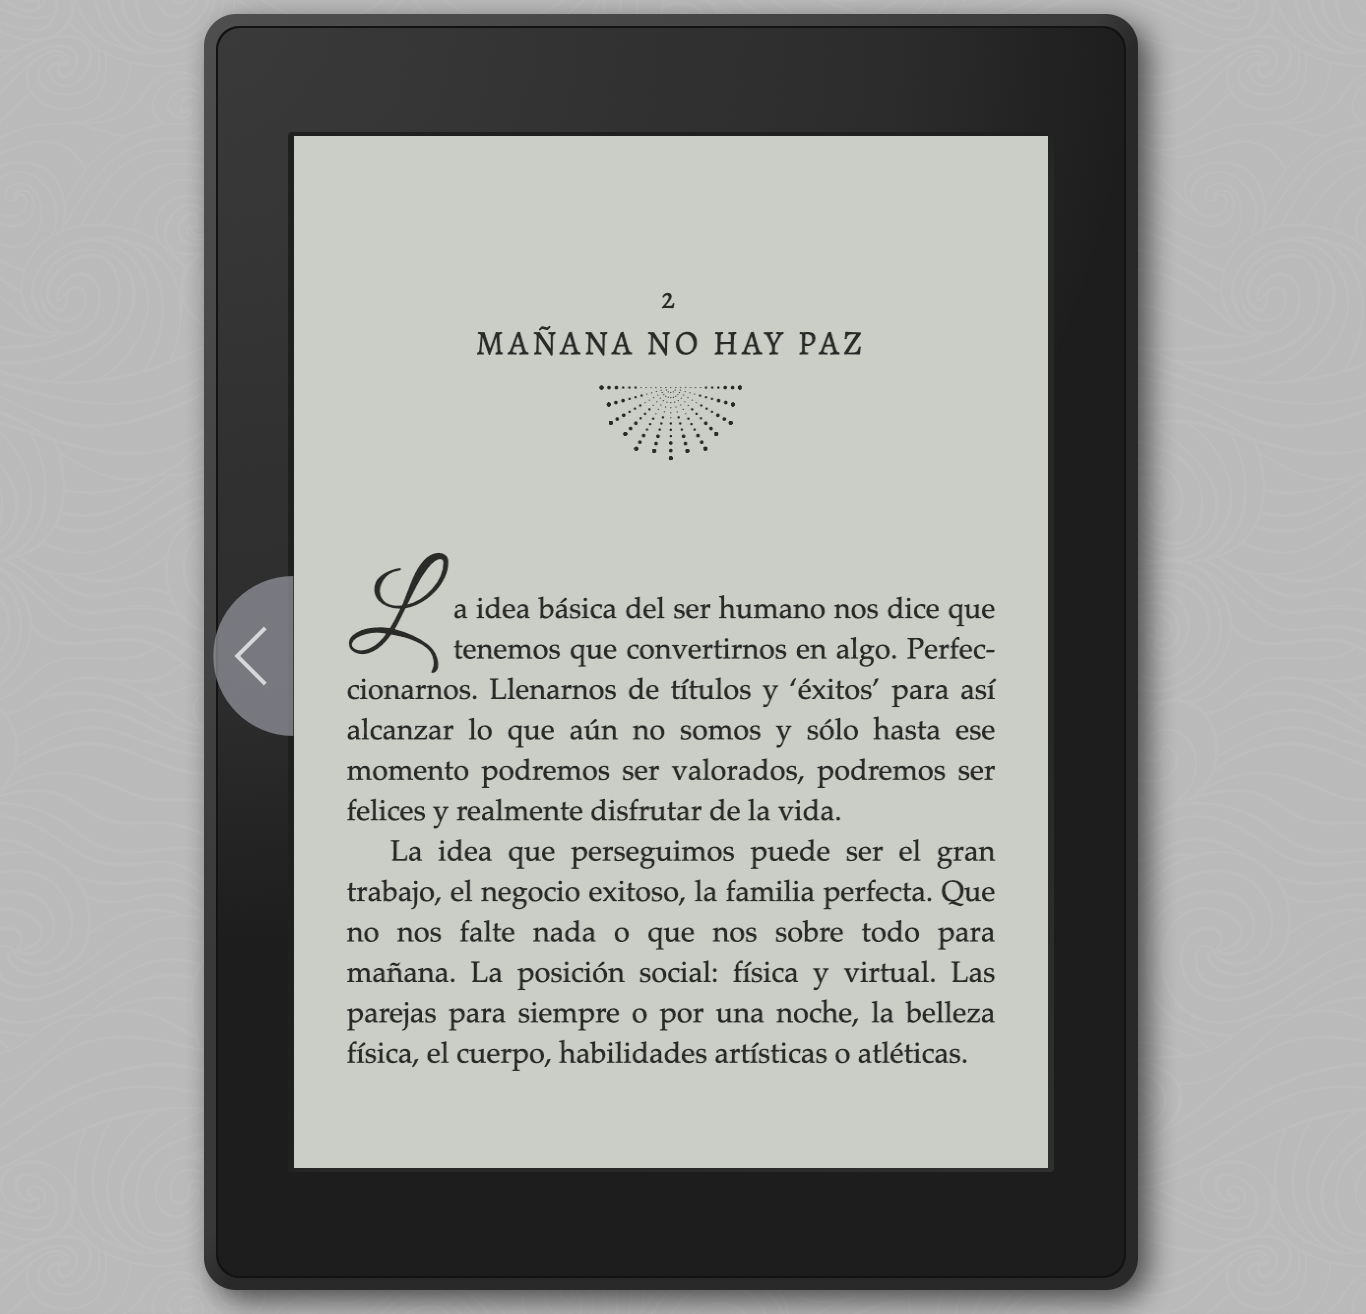 2
MAÑANA NO HAY PAZ
La idea básica del ser humano nos dice que
tenemos que convertirnos en algo. Perfec-
cionarnos. Llenarnos de títulos y ‘éxitos’ para así
alcanzar lo que aún no somos y sólo hasta ese
momento podremos ser valorados, podremos ser
felices y realmente disfrutar de la vida.
La idea que perseguimos puede ser el gran
trabajo, el negocio exitoso, la familia perfecta. Que
no nos falte nada o que nos sobre todo para
mañana. La posición social: física y virtual. Las
parejas para siempre o por una noche, la belleza
física, el cuerpo, habilidades artísticas o atléticas.